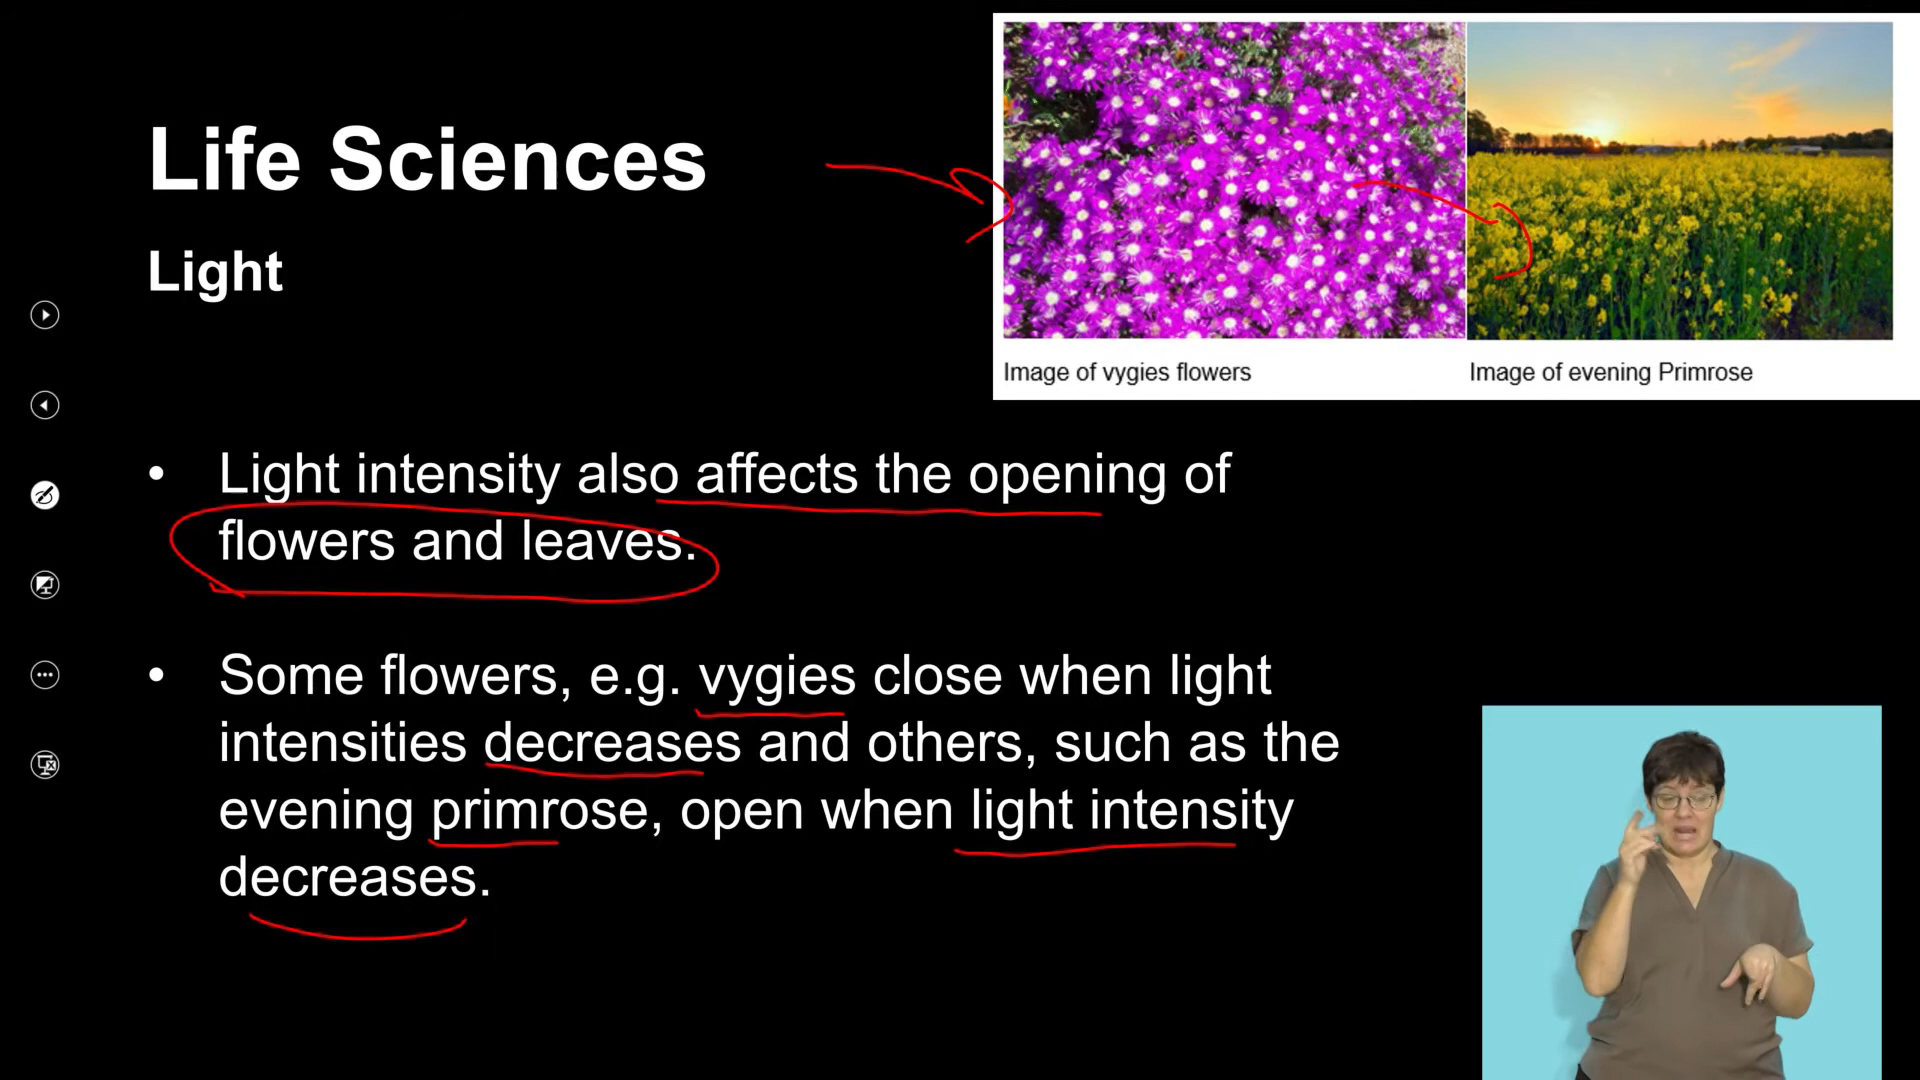 Life Sciences
Light
Image of vygies flowers
Image of evening Primrose
• Light intensity also affects the opening of
flowers and leaves.
• Some flowers, e.g. vygies close when light
intensities decreases and others, such as the
evening primrose, open when light intensity
decreases.